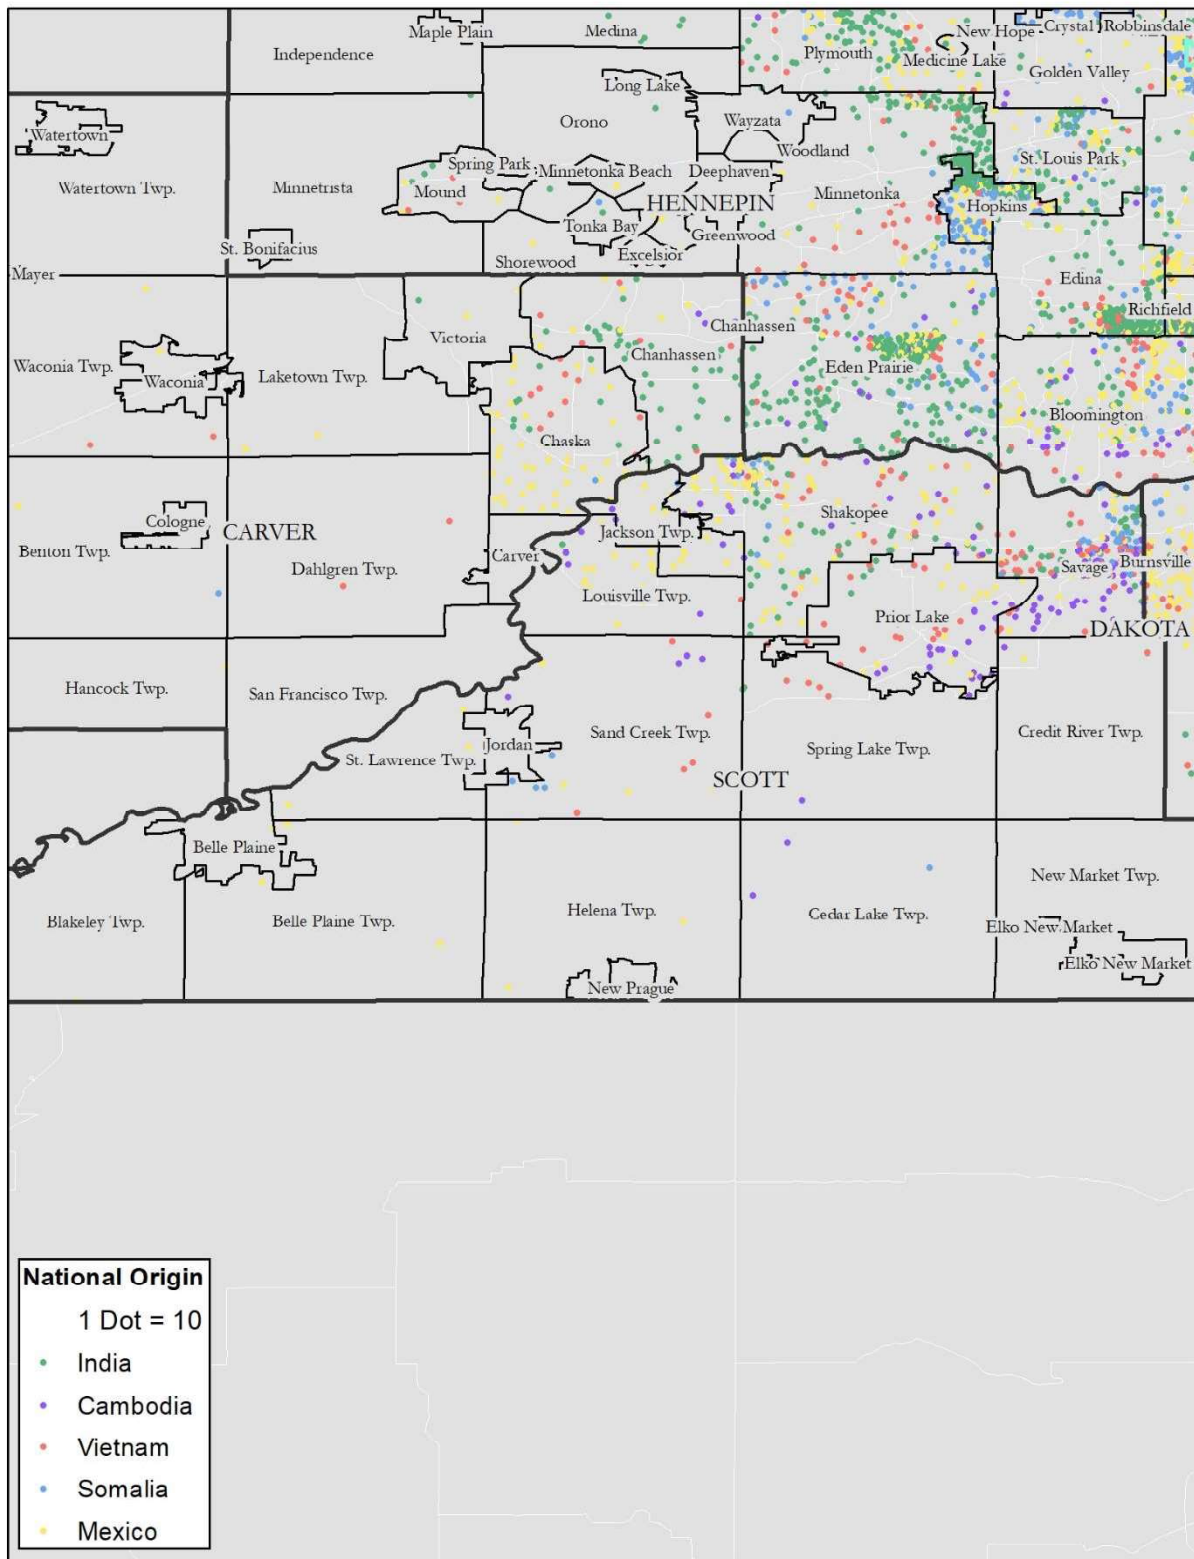 Maple Plain
Medina
New Hope
Crystal
Robbinsdale
Independence
Plymouth
Medicine Lake
Golden Valley
Long Lake
Watertown
Orono
Wayzata
Woodland
St. Louis Park
Watertown Twp.
Minnetrista
Spring Park
Mound
Minnetonka Beach
Deephaven
Minnetonka
HENNEPIN
Hopkins
Tonka Bay
Greenwood
St. Bonifacius
Excelsior
Shorewood
Mayer
Edina
Richfield
Victoria
Chanhassen
Chanhassen
Waconia Twp.
Waconia
Laketown Twp.
Eden Prairie
Bloomington
Chaska
Shakopee
Cologne
CARVER
Jackson Twp.
Benton Twp.
Carver
Dahlgren Twp.
Louisville Twp.
Savage
Burnsville
Prior Lake
DAKOTA
Hancock Twp.
San Francisco Twp.
Sand Creek Twp.
Credit River Twp.
Jordan
St. Lawrence Twp.
Spring Lake Twp.
SCOTT
Belle Plaine
New Market Twp.
Blakeley Twp.
Belle Plaine Twp.
Helena Twp.
Cedar Lake Twp.
Elko New Market
Elko New Market
New Prague
National Origin
1 Dot = 10
India
Cambodia
Vietnam
Somalia
Mexico